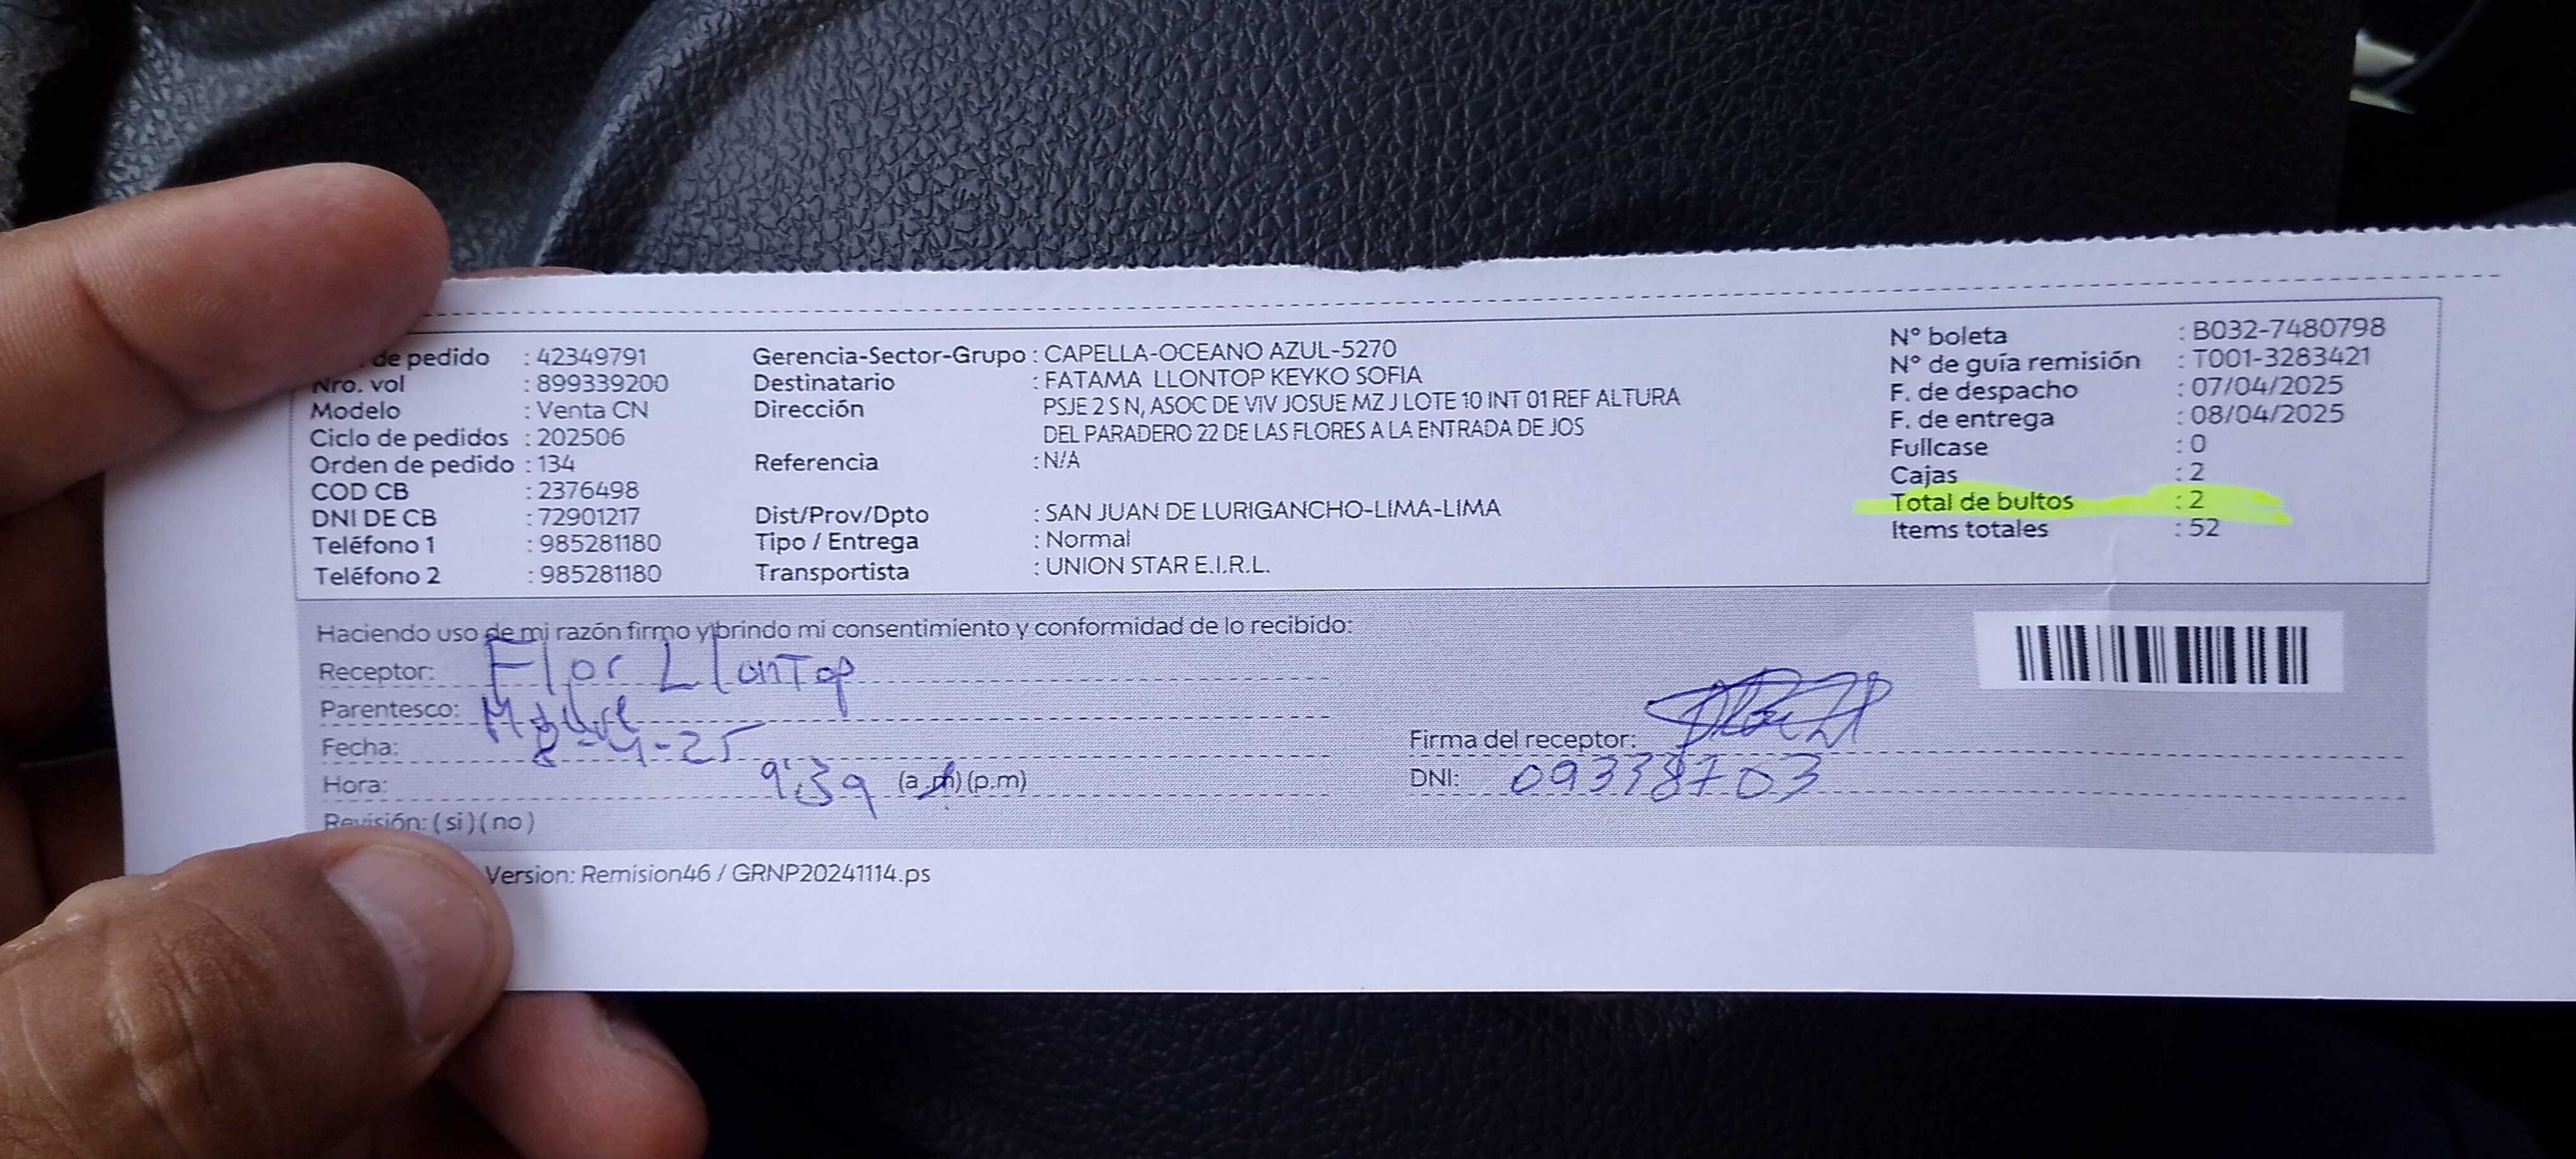 de pedido : 42349791
Nro. vol : 899339200
Modelo : Venta CN
Ciclo de pedidos : 202506
Orden de pedido : 134
COD CB : 2376498
DNI DE CB : 72901217
Teléfono 1 : 985281180
Teléfono 2 : 985281180
Gerencia-Sector-Grupo : CAPELLA-OCEANO AZUL-5270
Destinatario : FATAMA LLONTOP KEYKO SOFIA
Dirección PSJE 2 S N, ASOC DE VIV JOSUE MZ J LOTE 10 INT 01 REF ALTURA
DEL PARADERO 22 DE LAS FLORES A LA ENTRADA DE JOS
Referencia : N/A
Dist/Prov/Dpto : SAN JUAN DE LURIGANCHO-LIMA-LIMA
Tipo / Entrega : Normal
Transportista : UNION STAR E.I.R.L.
N° boleta : B032-7480798
N° de guía remisión : T001-3283421
F. de despacho : 07/04/2025
F. de entrega : 08/04/2025
Fullcase : 0
Cajas : 2
Total de bultos : 2
Items totales : 52
Haciendo uso de mi razón firmo y brindo mi consentimiento y conformidad de lo recibido:
Receptor: Flor Llontop
Parentesco: Madre
Fecha: 8-4-25
Hora: 9:39 (a.m) (p.m)
Revisión: ( si ) ( no )
Firma del receptor:
DNI: 09338703
Version: Remision46 / GRNP20241114.ps